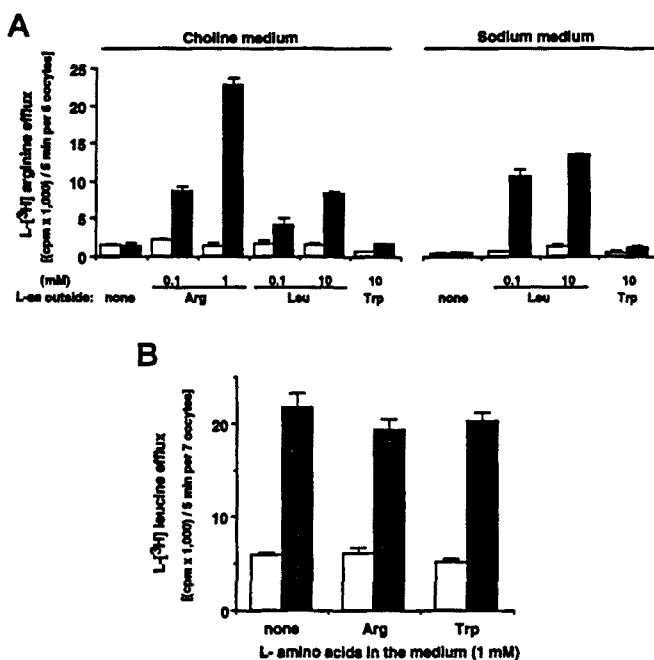 A
Choline medium
Sodium medium
L-[3H] arginine efflux
[(cpm x 1,000) / 5 min per 6 oocytes]
25
20
15
10
5
0
(mM)
0.1 1 0.1 10 10 0.1 10 10
L-aa outside: none Arg Leu Trp none Leu Trp
B
L-[3H] leucine efflux
[(cpm x 1,000) / 5 min per 7 oocytes]
20
10
0
none Arg Trp
L- amino acids in the medium (1 mM)